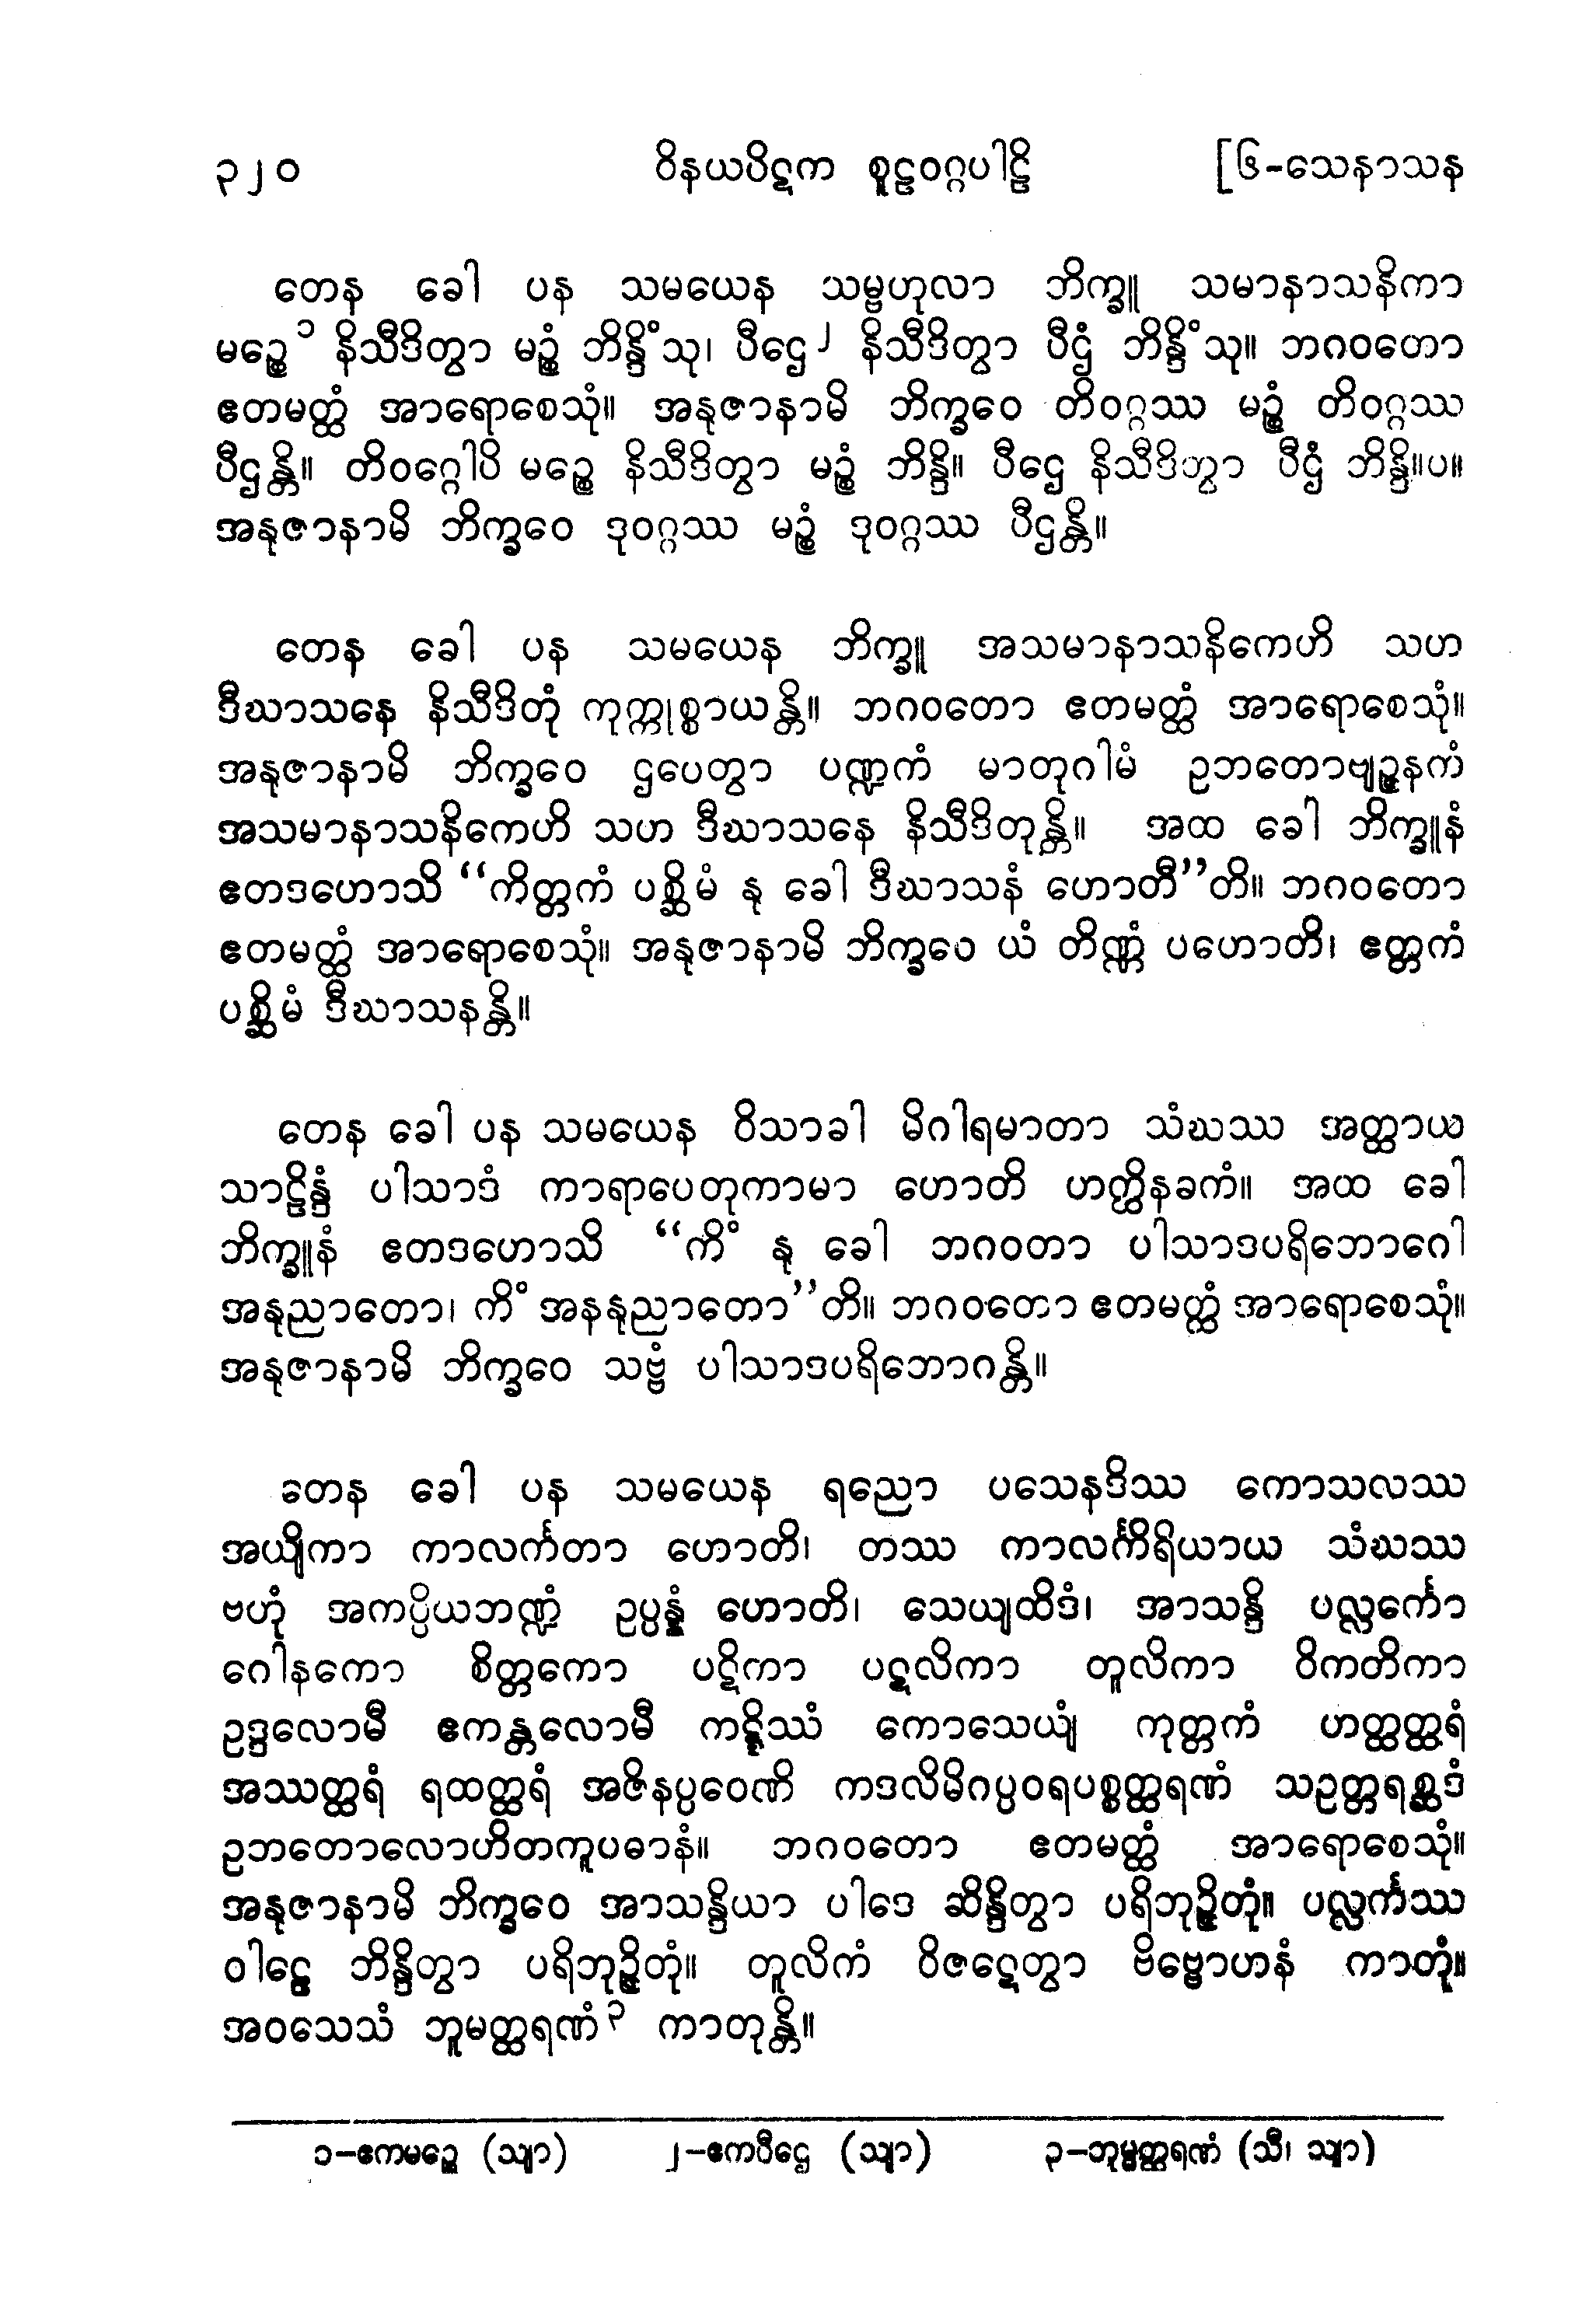 ၃၂၀ ဝိနယပိဋက စူဠဝဂ္ဂပါဠိ [၆-သေနာသန
တေန ခေါ ပန သမယေန သမ္ဗဟုလာ ဘိက္ခူ သမာနာသနိကာ
မဉ္စေ ၁ နိသီဒိတွာ မဉ္စံ ဘိန္ဒိံသု၊ ပီဌေ ၂ နိသီဒိတွာ ပီဌံ ဘိန္ဒိံသု။ ဘဂဝတော
ဧတမတ္ထံ အာရောစေသုံ။ အနုဇာနာမိ ဘိက္ခဝေ တိဝဂ္ဂဿ မဉ္စံ တိဝဂ္ဂဿ
ပီဌန္တိ။ တိဝဂ္ဂေါပိ မဉ္စေ နိသီဒိတွာ မဉ္စံ ဘိန္ဒိ။ ပီဌေ နိသီဒိတွာ ပီဌံ ဘိန္ဒိ။ပ။
အနုဇာနာမိ ဘိက္ခဝေ ဒုဝဂ္ဂဿ မဉ္စံ ဒုဝဂ္ဂဿ ပီဌန္တိ။
တေန ခေါ ပန သမယေန ဘိက္ခူ အသမာနာသနိကေဟိ သဟ
ဒီဃာသနေ နိသီဒိတုံ ကုက္ကုစ္စာယန္တိ။ ဘဂဝတော ဧတမတ္ထံ အာရောစေသုံ။
အနုဇာနာမိ ဘိက္ခဝေ ဌပေတွာ ပဏ္ဍကံ မာတုဂါမံ ဥဘတောဗျဉ္ဇနကံ
အသမာနာသနိကေဟိ သဟ ဒီဃာသနေ နိသီဒိတုန္တိ။ အထ ခေါ ဘိက္ခူနံ
ဧတဒဟောသိ “ကိတ္တကံ ပစ္ဆိမံ နု ခေါ ဒီဃာသနံ ဟောတီ”တိ။ ဘဂဝတော
ဧတမတ္ထံ အာရောစေသုံ။ အနုဇာနာမိ ဘိက္ခဝေ ယံ တိဏ္ဏံ ပဟောတိ၊ ဧတ္တကံ
ပစ္ဆိမံ ဒီဃာသနန္တိ။
တေန ခေါ ပန သမယေန ဝိသာခါ မိဂါရမာတာ သံဃဿ အတ္ထာယ
သာဠိန္ဒံ ပါသာဒံ ကာရာပေတုကာမာ ဟောတိ ဟတ္ထိနခကံ။ အထ ခေါ
ဘိက္ခူနံ ဧတဒဟောသိ “ကိံ နု ခေါ ဘဂဝတာ ပါသာဒပရိဘောဂေါ
အနုညာတော၊ ကိံ အနနုညာတော”တိ။ ဘဂဝတော ဧတမတ္ထံ အာရောစေသုံ။
အနုဇာနာမိ ဘိက္ခဝေ သဗ္ဗံ ပါသာဒပရိဘောဂန္တိ။
တေန ခေါ ပန သမယေန ရညော ပသေနဒိဿ ကောသလဿ
အယျိကာ ကာလင်္ကတာ ဟောတိ၊ တဿ ကာလင်္ကိရိယာယ သံဃဿ
ဗဟုံ အကပ္ပိယဘဏ္ဍံ ဥပ္ပန္နံ ဟောတိ၊ သေယျထိဒံ၊ အာသန္ဒိ ပလ္လင်္ကော
ဂေါနကော စိတ္တကော ပဋိကာ ပဋလိကာ တူလိကာ ဝိကတိကာ
ဥဒ္ဒလောမီ ဧကန္တလောမီ ကဋ္ဋိဿံ ကောသေယျံ ကုတ္တကံ ဟတ္ထတ္ထရံ
အဿတ္ထရံ ရထတ္ထရံ အဇိနပ္ပဝေဏိ ကဒလိမိဂပ္ပဝရပစ္စတ္ထရဏံ သဥတ္တရစ္ဆဒံ
ဥဘတောလောဟိတကူပဓာနံ။ ဘဂဝတော ဧတမတ္ထံ အာရောစေသုံ။
အနုဇာနာမိ ဘိက္ခဝေ အာသန္ဒိယာ ပါဒေ ဆိန္ဒိတွာ ပရိဘုဉ္ဇိတုံ။ ပလ္လင်္ကဿ
ဝါဠေ ဘိန္ဒိတွာ ပရိဘုဉ္ဇိတုံ။ တူလိကံ ဝိဇဋေတွာ ဗိဗ္ဗောဟနံ ကာတုံ။
အဝသေသံ ဘူမတ္ထရဏံ ၃ ကာတုန္တိ။
၁-ဧကမဉ္စေ (သျာ) ၂-ဧကပီဌေ (သျာ) ၃-ဘုမ္မတ္ထရဏံ (သီ၊ သျာ)